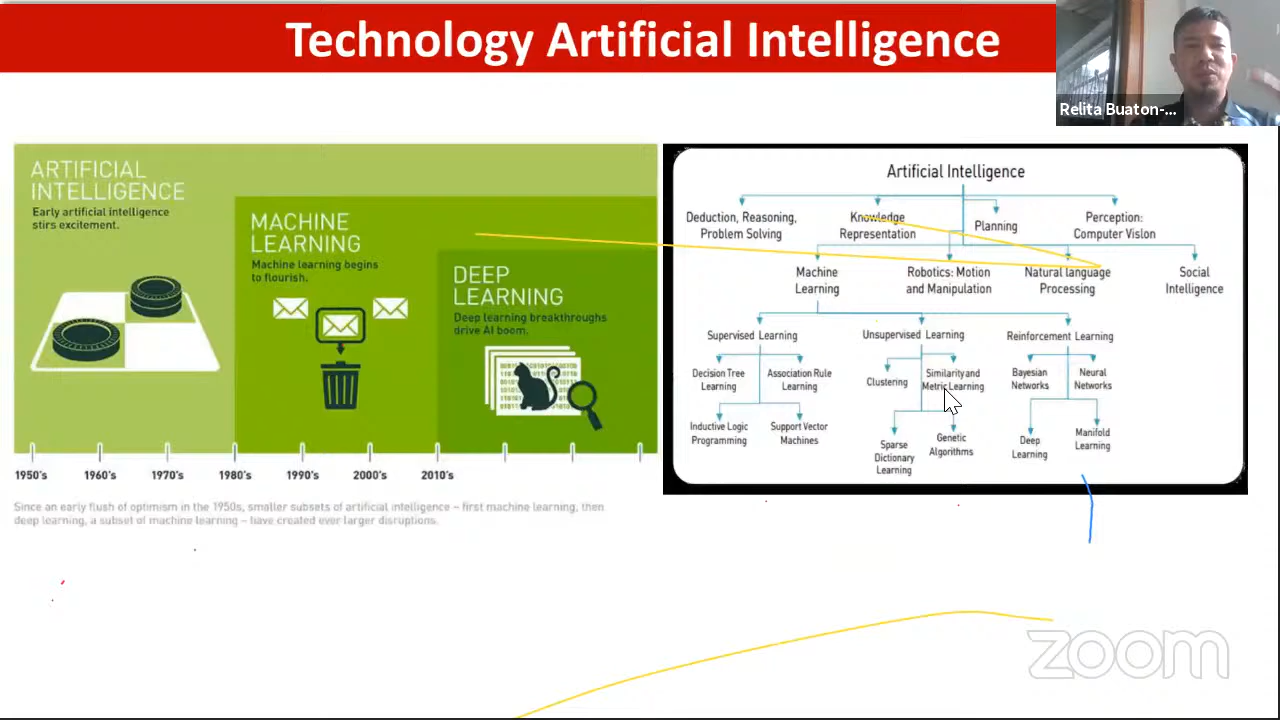 Technology Artificial Intelligence
Relita Buaton-...
ARTIFICIAL
INTELLIGENCE
Early artificial intelligence
stirs excitement.
MACHINE
LEARNING
Machine learning begins
to flourish.
DEEP
LEARNING
Deep learning breakthroughs
drive AI boom.
1950's 1960's 1970's 1980's 1990's 2000's 2010's
Since an early flush of optimism in the 1950s, smaller subsets of artificial intelligence – first machine learning, then
deep learning, a subset of machine learning – have created ever larger disruptions.
Artificial Intelligence
Deduction, Reasoning,
Problem Solving
Knowledge
Representation
Planning
Perception:
Computer Vision
Machine
Learning
Robotics: Motion
and Manipulation
Natural language
Processing
Social
Intelligence
Supervised Learning
Unsupervised Learning
Reinforcement Learning
Decision Tree
Learning
Association Rule
Learning
Clustering
Similarity and
Metric Learning
Bayesian
Networks
Neural
Networks
Inductive Logic
Programming
Support Vector
Machines
Sparse
Dictionary
Learning
Genetic
Algorithms
Deep
Learning
Manifold
Learning
zoom